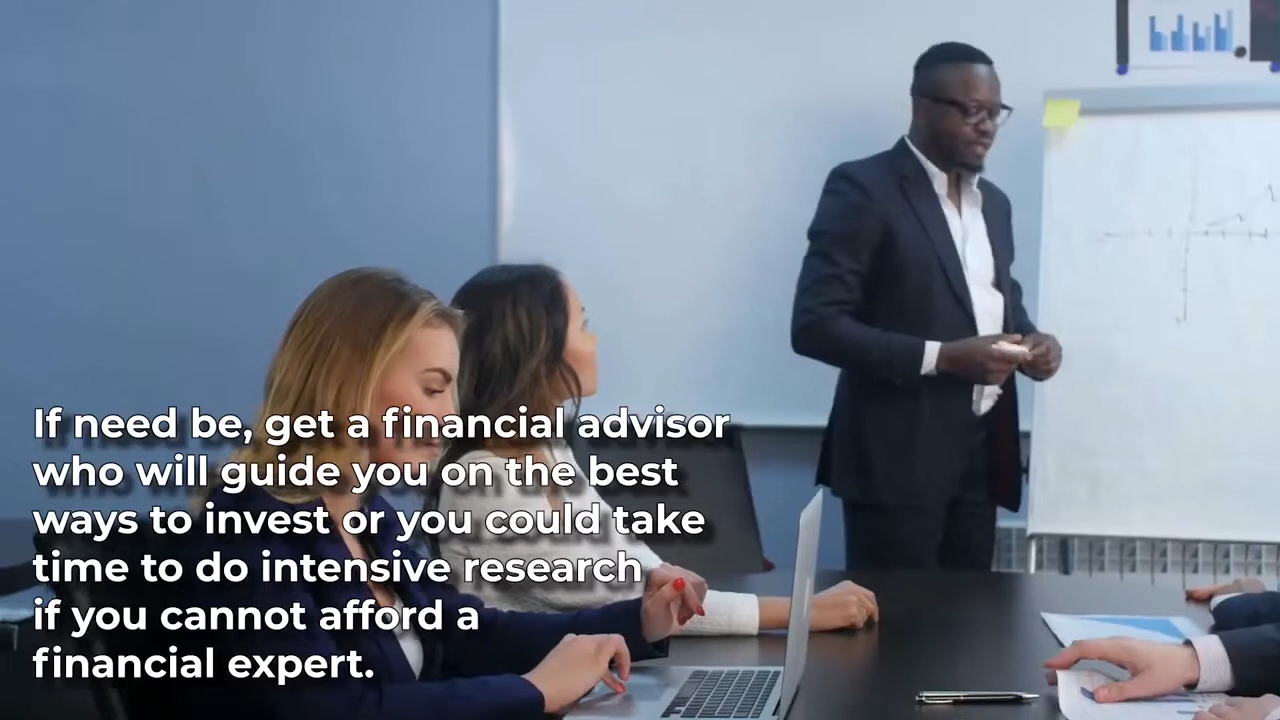 If need be, get a financial advisor
who will guide you on the best
ways to invest or you could take
time to do intensive research
if you cannot afford a
financial expert.